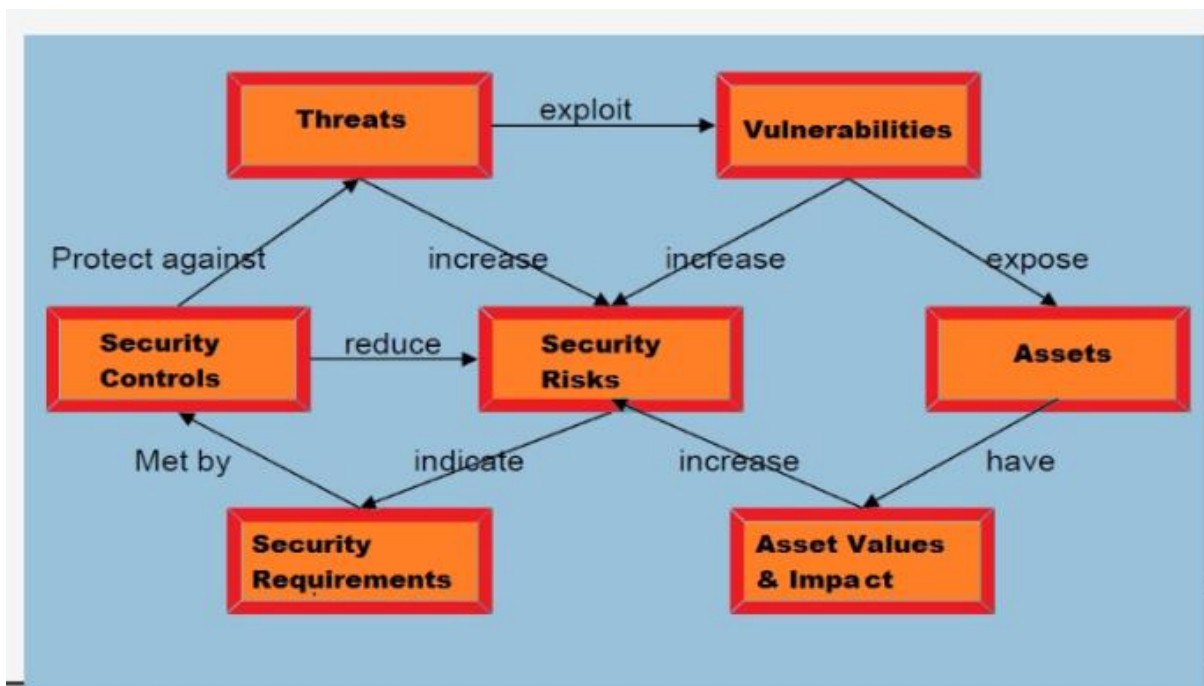 Threats
exploit
Vulnerabilities
Protect against
increase
increase
expose
Security
Controls
reduce
Security
Risks
Assets
Met by
indicate
increase
have
Security
Requirements
Asset Values
& Impact